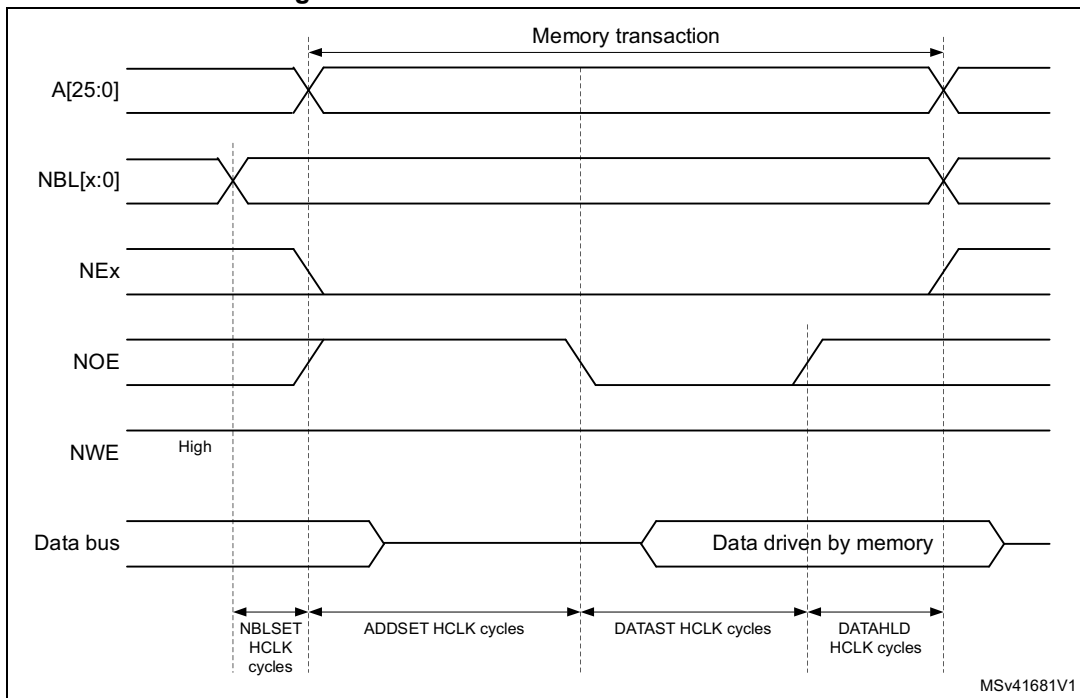 g
Memory transaction
A[25:0]
NBL[x:0]
NEx
NOE
NWE
High
Data bus
Data driven by memory
NBLSET
HCLK
cycles
ADDSET HCLK cycles
DATAST HCLK cycles
DATAHLD
HCLK cycles
MSv41681V1